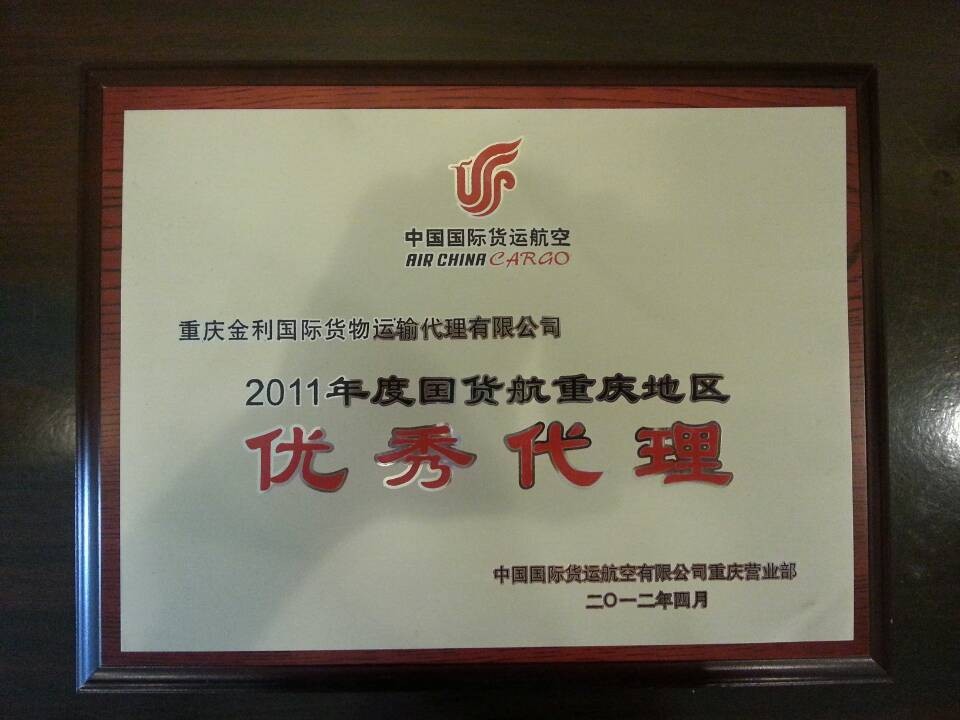 中国国际货运航空
AIR CHINA CARGO
重庆金利国际货物运输代理有限公司
2011年度国货航重庆地区
优秀代理
中国国际货运航空有限公司重庆营业部
二〇一二年四月